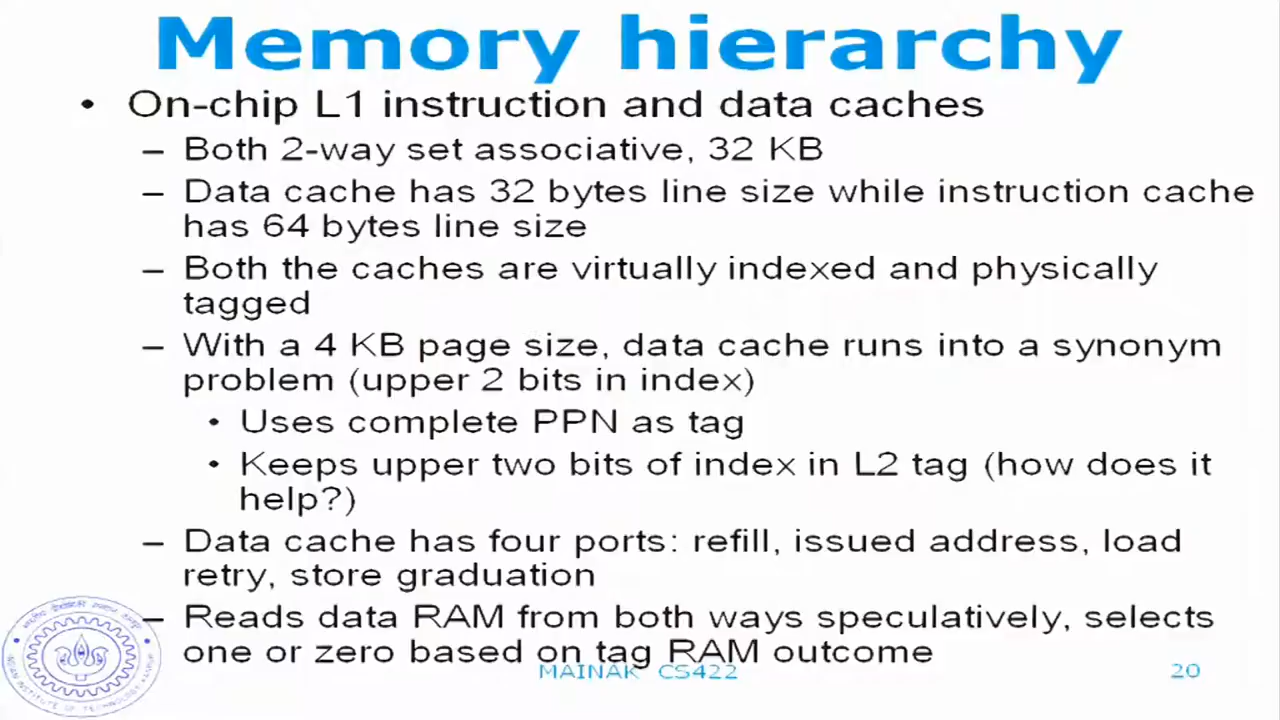 Memory hierarchy
• On-chip L1 instruction and data caches
– Both 2-way set associative, 32 KB
– Data cache has 32 bytes line size while instruction cache
has 64 bytes line size
– Both the caches are virtually indexed and physically
tagged
– With a 4 KB page size, data cache runs into a synonym
problem (upper 2 bits in index)
• Uses complete PPN as tag
• Keeps upper two bits of index in L2 tag (how does it
help?)
– Data cache has four ports: refill, issued address, load
retry, store graduation
– Reads data RAM from both ways speculatively, selects
one or zero based on tag RAM outcome
MAINAK CS422
20